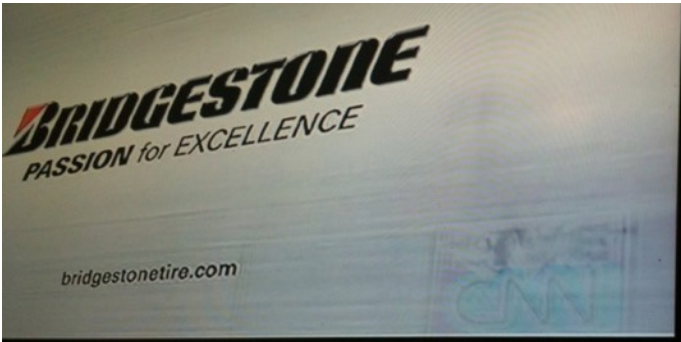 BRIDGESTONE
PASSION for EXCELLENCE
bridgestonetire.com
CNN